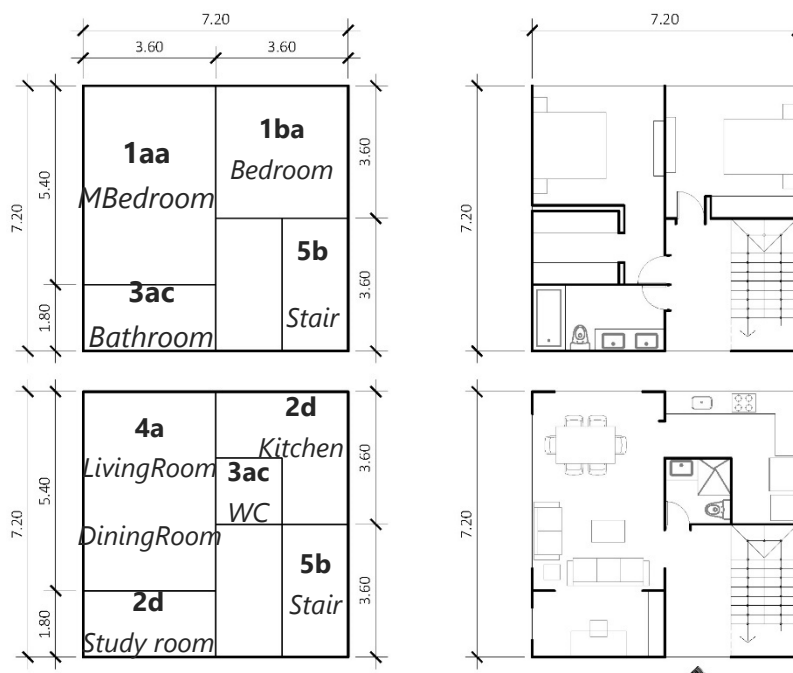 7.20
7.20
3.60
3.60
1aa
MBedroom
1ba
Bedroom
5.40
3.60
7.20
7.20
5b
Stair
3ac
Bathroom
1.80
3.60
4a
LivingRoom
2d
Kitchen
3ac
WC
5.40
3.60
7.20
7.20
DiningRoom
5b
Stair
2d
Study room
1.80
3.60